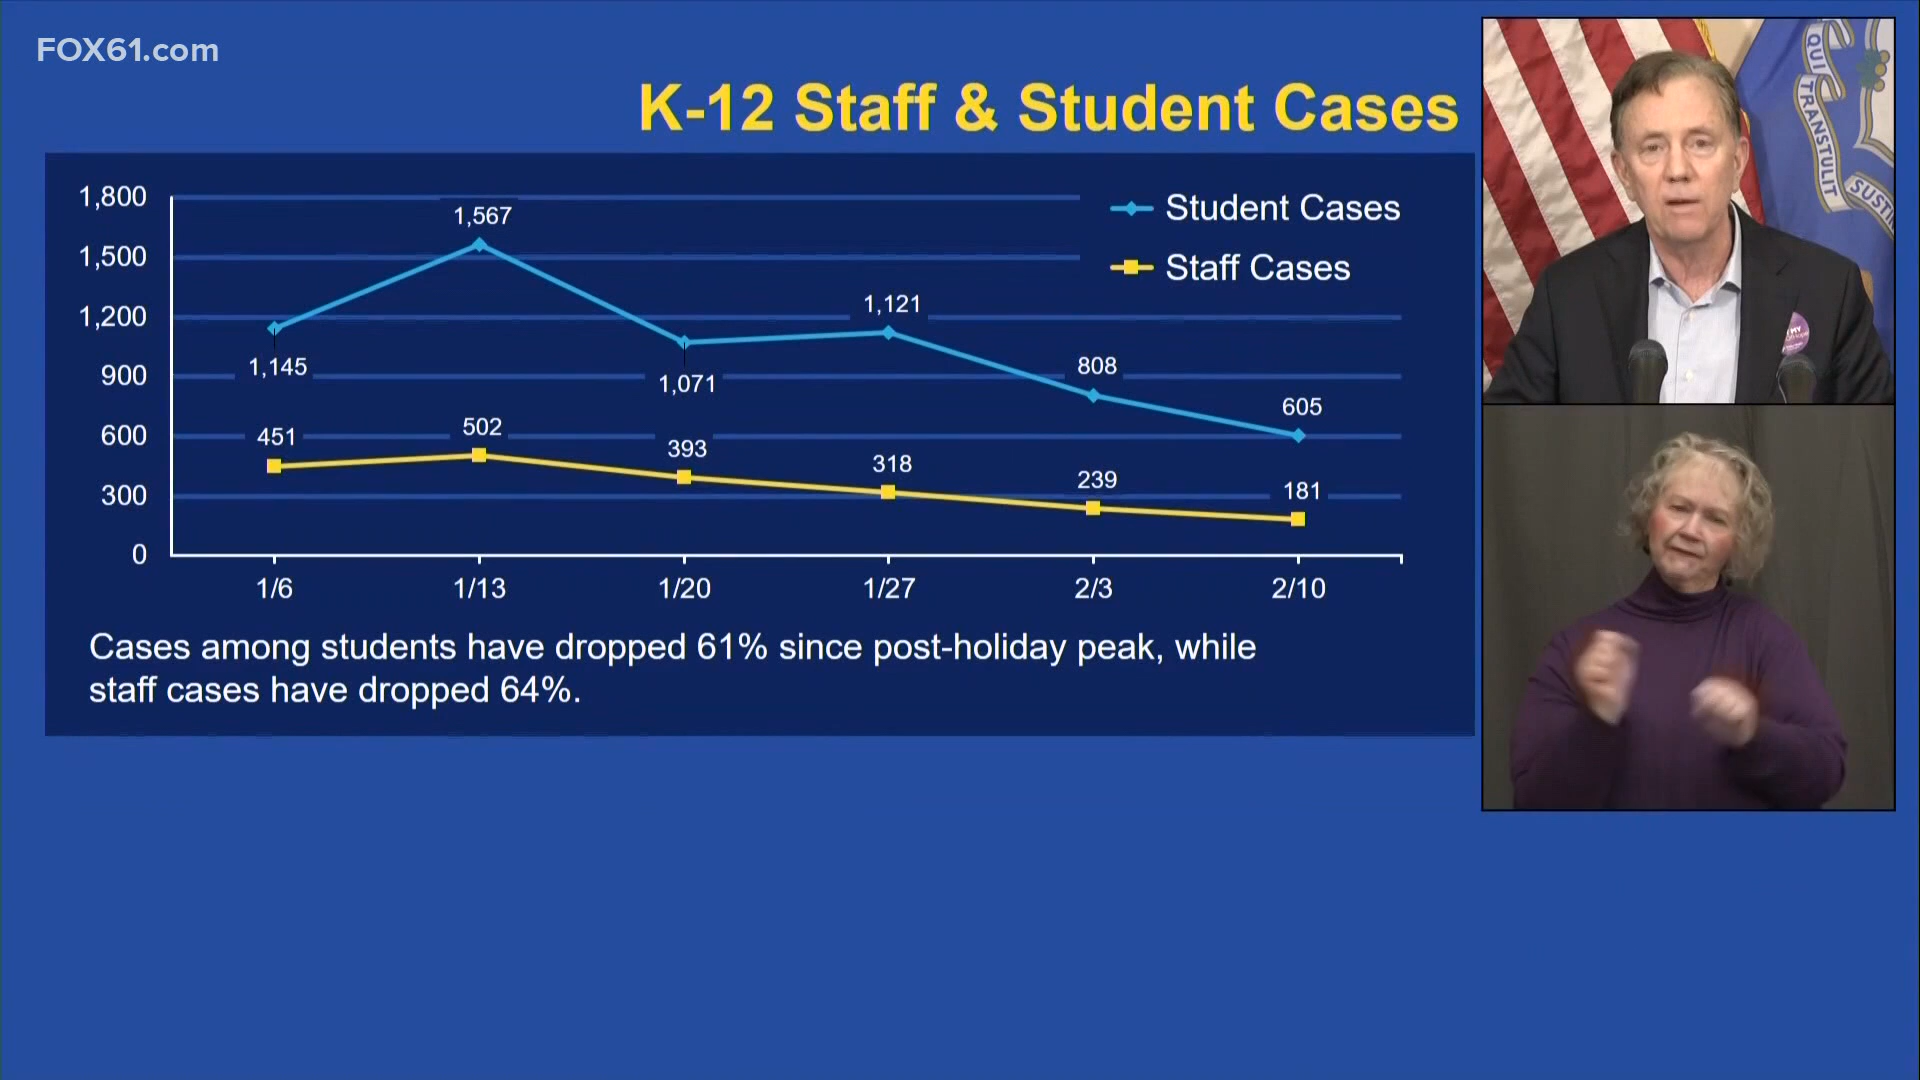 FOX61.com
K-12 Staff & Student Cases
Student Cases
Staff Cases
1,800
1,500
1,200
900
600
300
0
1,145
1,567
1,071
1,121
808
605
451
502
393
318
239
181
1/6
1/13
1/20
1/27
2/3
2/10
Cases among students have dropped 61% since post-holiday peak, while
staff cases have dropped 64%.
QUI
TRANSTULIT
SUSTI
MY